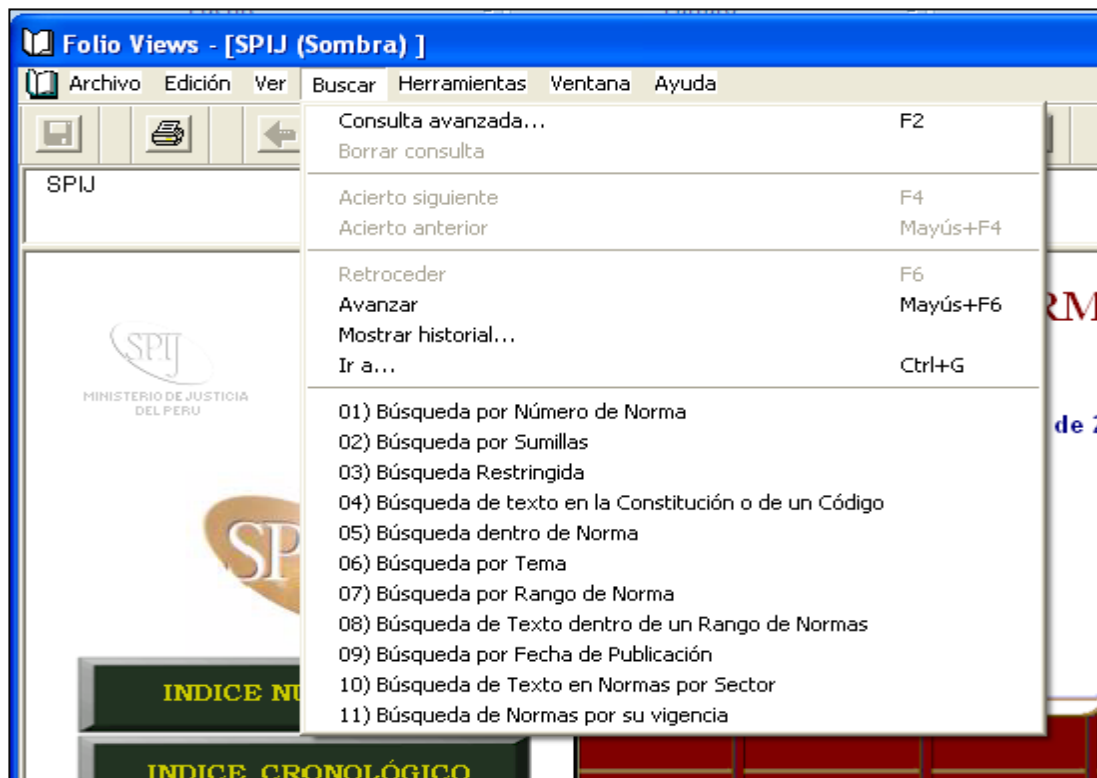 Folio Views - [SPIJ (Sombra) ]
Archivo Edición Ver Buscar Herramientas Ventana Ayuda
Consulta avanzada... F2
Borrar consulta
SPIJ
Acierto siguiente F4
Acierto anterior Mayús+F4
Retroceder F6
Avanzar Mayús+F6
Mostrar historial...
Ir a... Ctrl+G
SPIJ
MINISTERIO DE JUSTICIA
DEL PERU
01) Búsqueda por Número de Norma
02) Búsqueda por Sumillas
03) Búsqueda Restringida
04) Búsqueda de texto en la Constitución o de un Código
05) Búsqueda dentro de Norma
06) Búsqueda por Tema
07) Búsqueda por Rango de Norma
08) Búsqueda de Texto dentro de un Rango de Normas
09) Búsqueda por Fecha de Publicación
10) Búsqueda de Texto en Normas por Sector
11) Búsqueda de Normas por su vigencia
de
SP
INDICE
INDICE CRONOLÓGICO